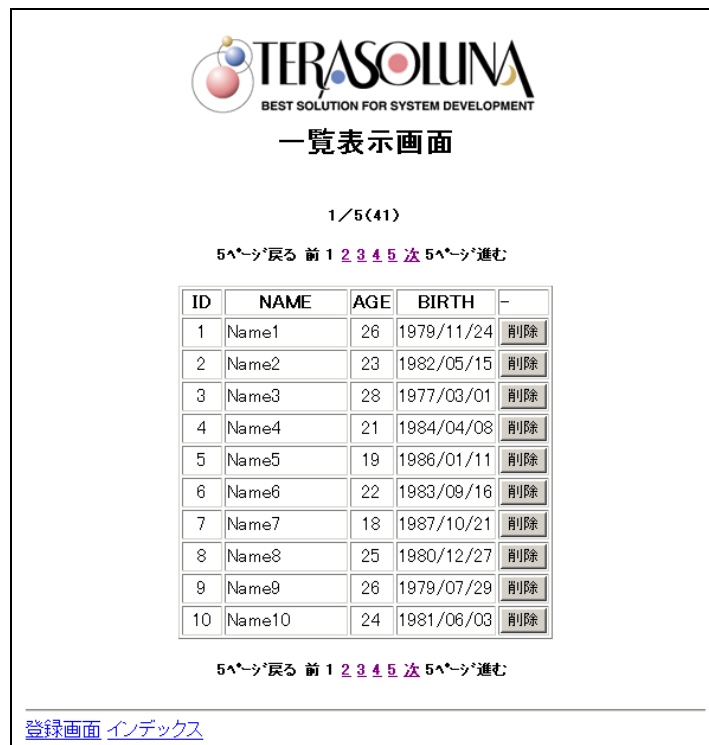 TERASOLUNA
BEST SOLUTION FOR SYSTEM DEVELOPMENT
一覧表示画面
1／5(41)
5ﾍﾟｰｼﾞ戻る 前 1 2 3 4 5 次 5ﾍﾟｰｼﾞ進む
ID NAME AGE BIRTH -
1 Name1 26 1979/11/24 削除
2 Name2 23 1982/05/15 削除
3 Name3 28 1977/03/01 削除
4 Name4 21 1984/04/08 削除
5 Name5 19 1986/01/11 削除
6 Name6 22 1983/09/16 削除
7 Name7 18 1987/10/21 削除
8 Name8 25 1980/12/27 削除
9 Name9 26 1979/07/29 削除
10 Name10 24 1981/06/03 削除
5ﾍﾟｰｼﾞ戻る 前 1 2 3 4 5 次 5ﾍﾟｰｼﾞ進む
登録画面 インデックス